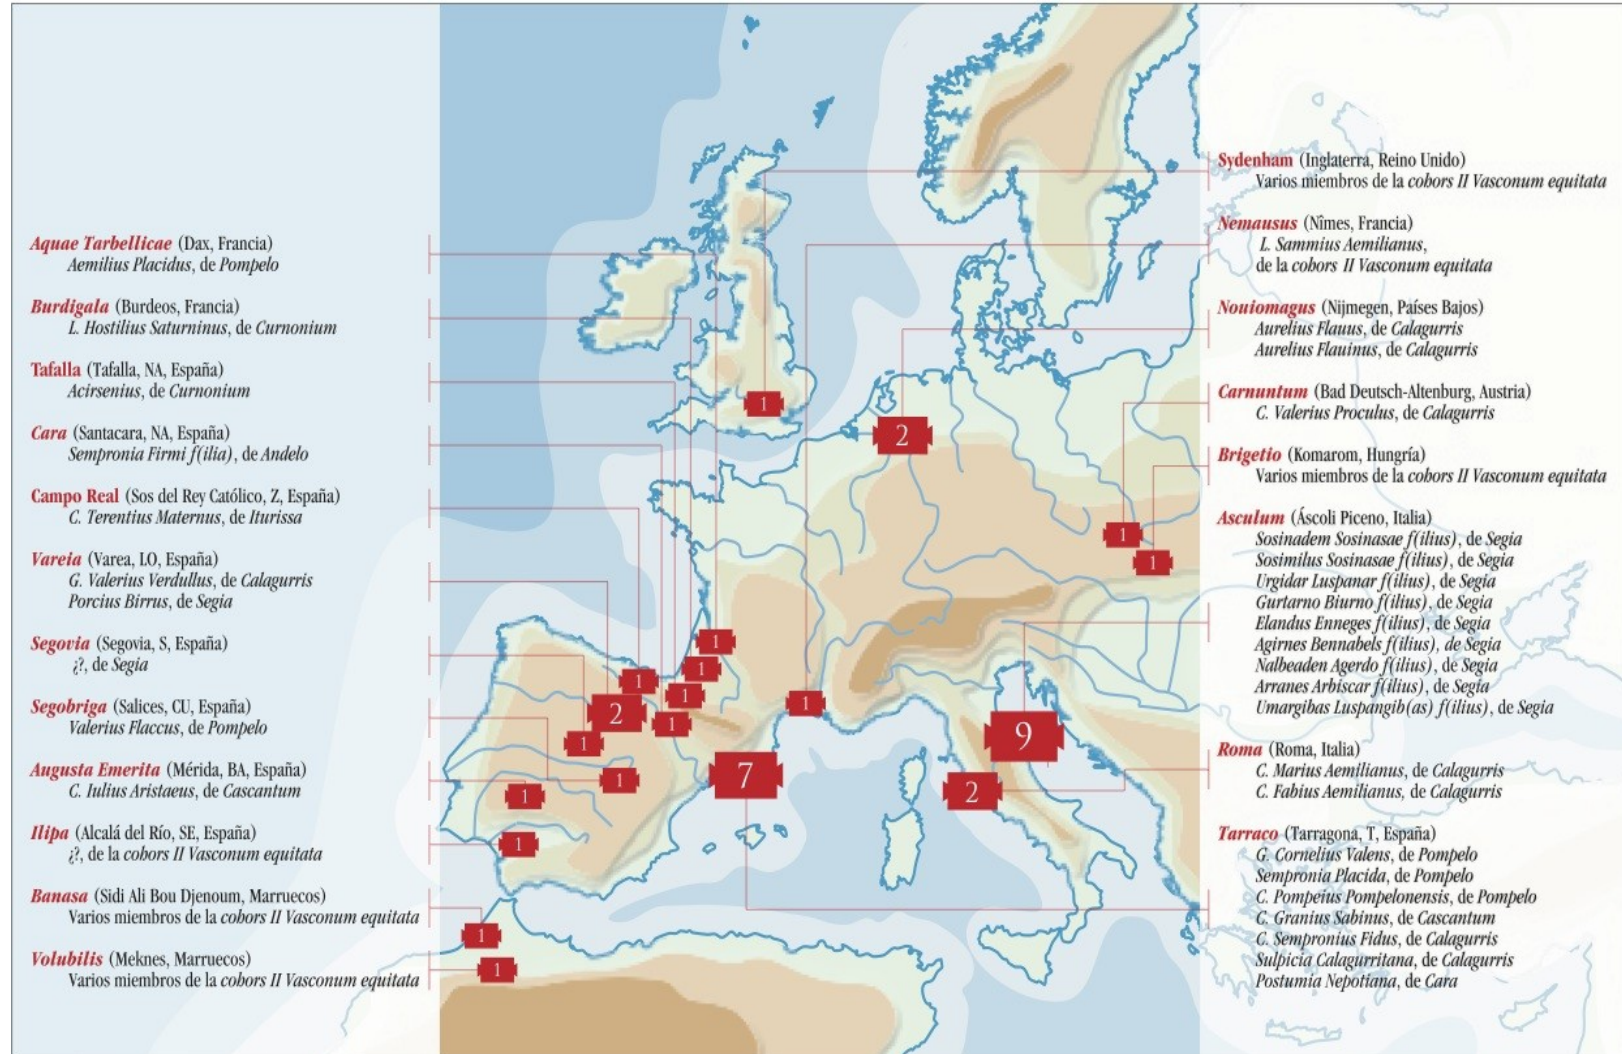 Aquae Tarbellicae (Dax, Francia)
Aemilius Placidus, de Pompelo
Burdigala (Burdeos, Francia)
L. Hostilius Saturninus, de Curnonium
Tafalla (Tafalla, NA, España)
Acirsenius, de Curnonium
Cara (Santacara, NA, España)
Sempronia Firmi f(ilia), de Andelo
Campo Real (Sos del Rey Católico, Z, España)
C. Terentius Maternus, de Iturissa
Vareia (Varea, LO, España)
G. Valerius Verdullus, de Calagurris
Porcius Birrus, de Segia
Segovia (Segovia, S, España)
¿?, de Segia
Segobriga (Salices, CU, España)
Valerius Flaccus, de Pompelo
Augusta Emerita (Mérida, BA, España)
C. Iulius Aristaeus, de Cascantum
Ilipa (Alcalá del Río, SE, España)
¿?, de la cohors II Vasconum equitata
Banasa (Sidi Ali Bou Djenoum, Marruecos)
Varios miembros de la cohors II Vasconum equitata
Volubilis (Meknes, Marruecos)
Varios miembros de la cohors II Vasconum equitata
1
2
1
1
1
1
1
1
2
1
1
1
7
9
2
1
1
1
1
1
Sydenham (Inglaterra, Reino Unido)
Varios miembros de la cohors II Vasconum equitata
Nemausus (Nîmes, Francia)
L. Sammius Aemilianus,
de la cohors II Vasconum equitata
Nouiomagus (Nijmegen, Países Bajos)
Aurelius Flauus, de Calagurris
Aurelius Flauinus, de Calagurris
Carnuntum (Bad Deutsch-Altenburg, Austria)
C. Valerius Proculus, de Calagurris
Brigetio (Komarom, Hungría)
Varios miembros de la cohors II Vasconum equitata
Asculum (Áscoli Piceno, Italia)
Sosinadem Sosinasae f(ilius), de Segia
Sosimilus Sosinasae f(ilius), de Segia
Urgidar Luspanar f(ilius), de Segia
Gurtarno Biurno f(ilius), de Segia
Elandus Enneges f(ilius), de Segia
Agirnes Bennabels f(ilius), de Segia
Nalbeaden Agerdo f(ilius), de Segia
Arranes Arbiscar f(ilius), de Segia
Umargibas Luspangib(as) f(ilius), de Segia
Roma (Roma, Italia)
C. Marius Aemilianus, de Calagurris
C. Fabius Aemilianus, de Calagurris
Tarraco (Tarragona, T, España)
G. Cornelius Valens, de Pompelo
Sempronia Placida, de Pompelo
C. Pompeius Pompelonensis, de Pompelo
C. Granius Sabinus, de Cascantum
C. Sempronius Fidus, de Calagurris
Sulpicia Calagurritana, de Calagurris
Postumia Nepotiana, de Cara